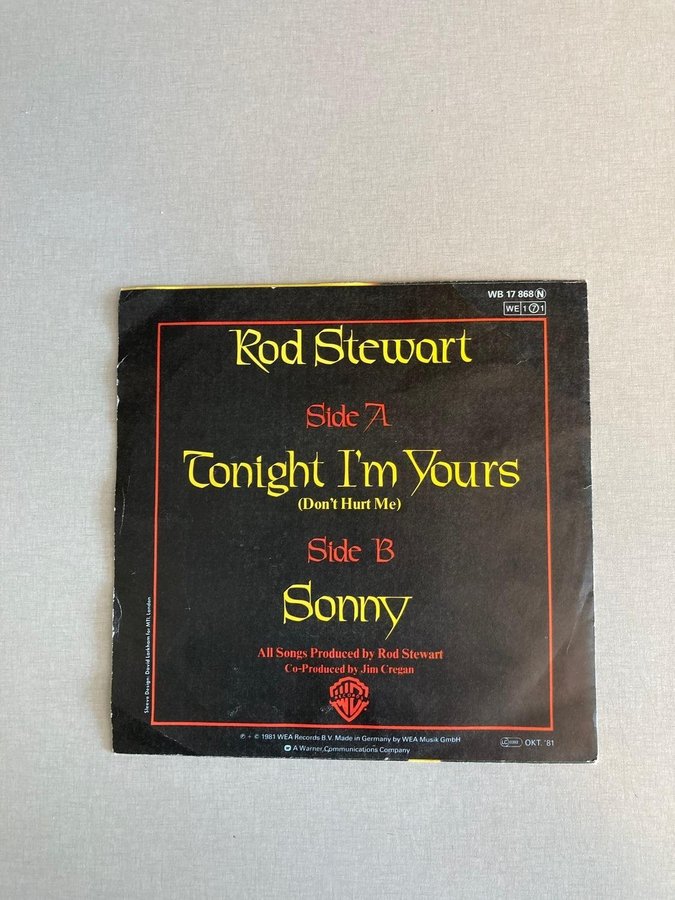 WB 17 868 N
WE 1 7 1
Rod Stewart
Side A
Tonight I'm Yours
(Don't Hurt Me)
Side B
Sonny
All Songs Produced by Rod Stewart
Co-Produced by Jim Cregan
RECORDS
Sleeve Design: David Larkham for MTI, London
℗ + © 1981 WEA Records B.V. Made in Germany by WEA Musik GmbH
A Warner Communications Company
LC OKT. '81